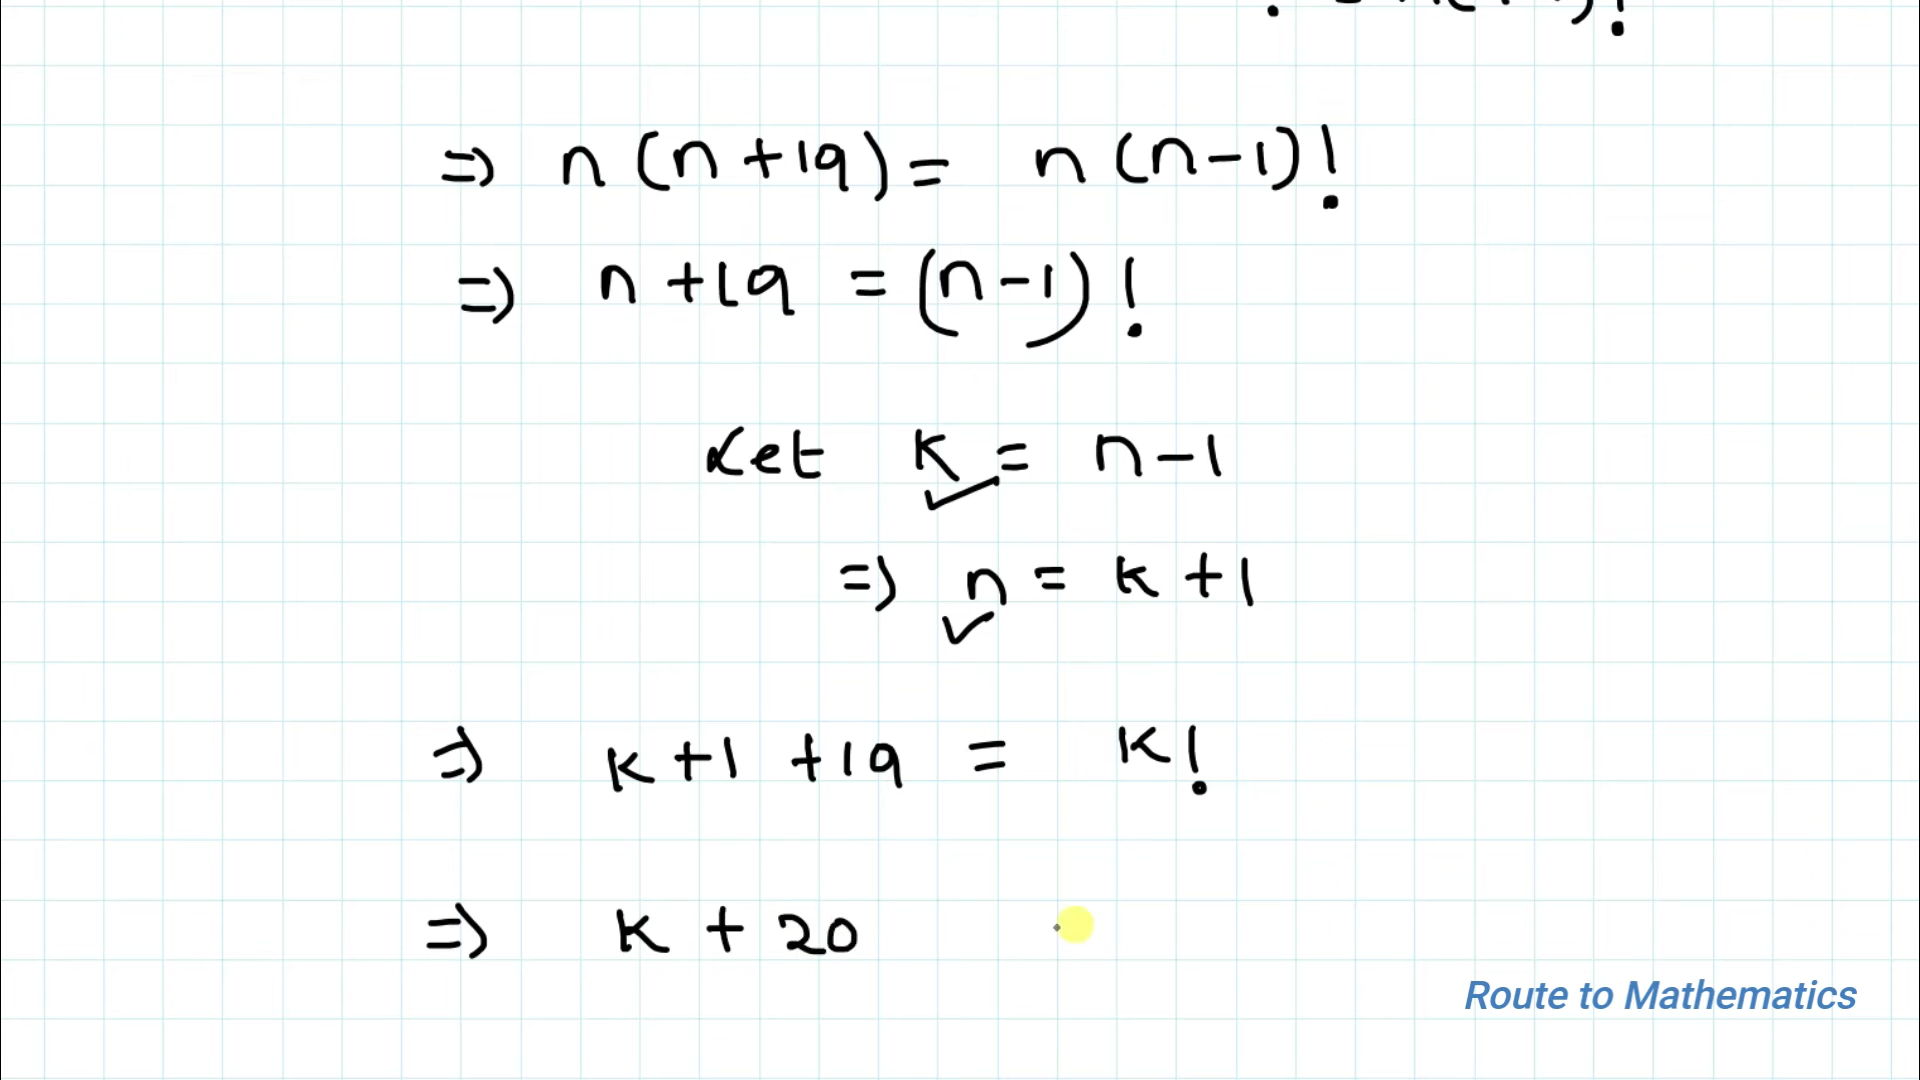 => n (n + 19) = n (n - 1)!
=> n + 19 = (n - 1)!
Let k = n - 1
=> n = k + 1
=> k + 1 + 19 = k!
=> k + 20
Route to Mathematics